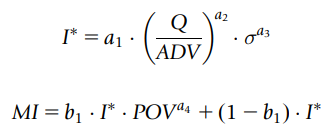 I* = a₁ · (Q / ADV)^a₂ · σ^a₃
MI = b₁ · I* · POV^a₄ + (1 − b₁) · I*